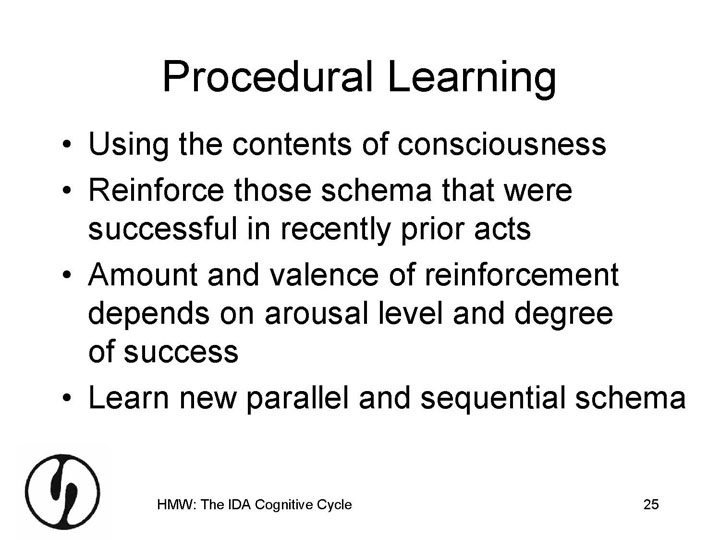 Procedural Learning
• Using the contents of consciousness
• Reinforce those schema that were
successful in recently prior acts
• Amount and valence of reinforcement
depends on arousal level and degree
of success
• Learn new parallel and sequential schema
HMW: The IDA Cognitive Cycle
25